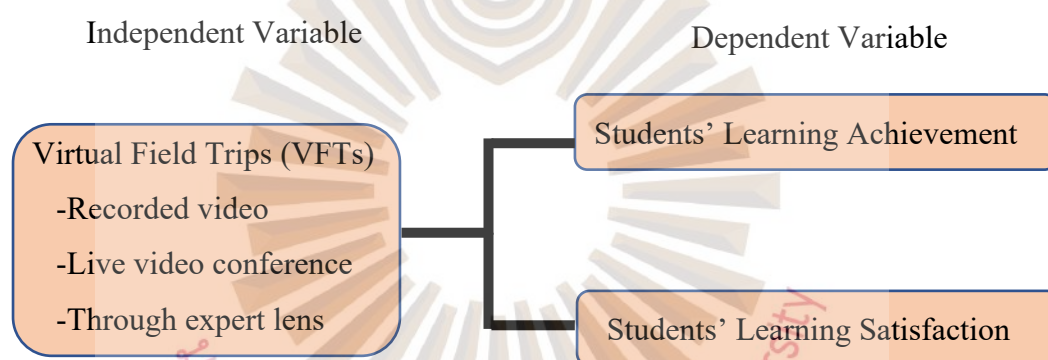 Independent Variable
Dependent Variable
Virtual Field Trips (VFTs)
-Recorded video
-Live video conference
-Through expert lens
Students’ Learning Achievement
Students’ Learning Satisfaction